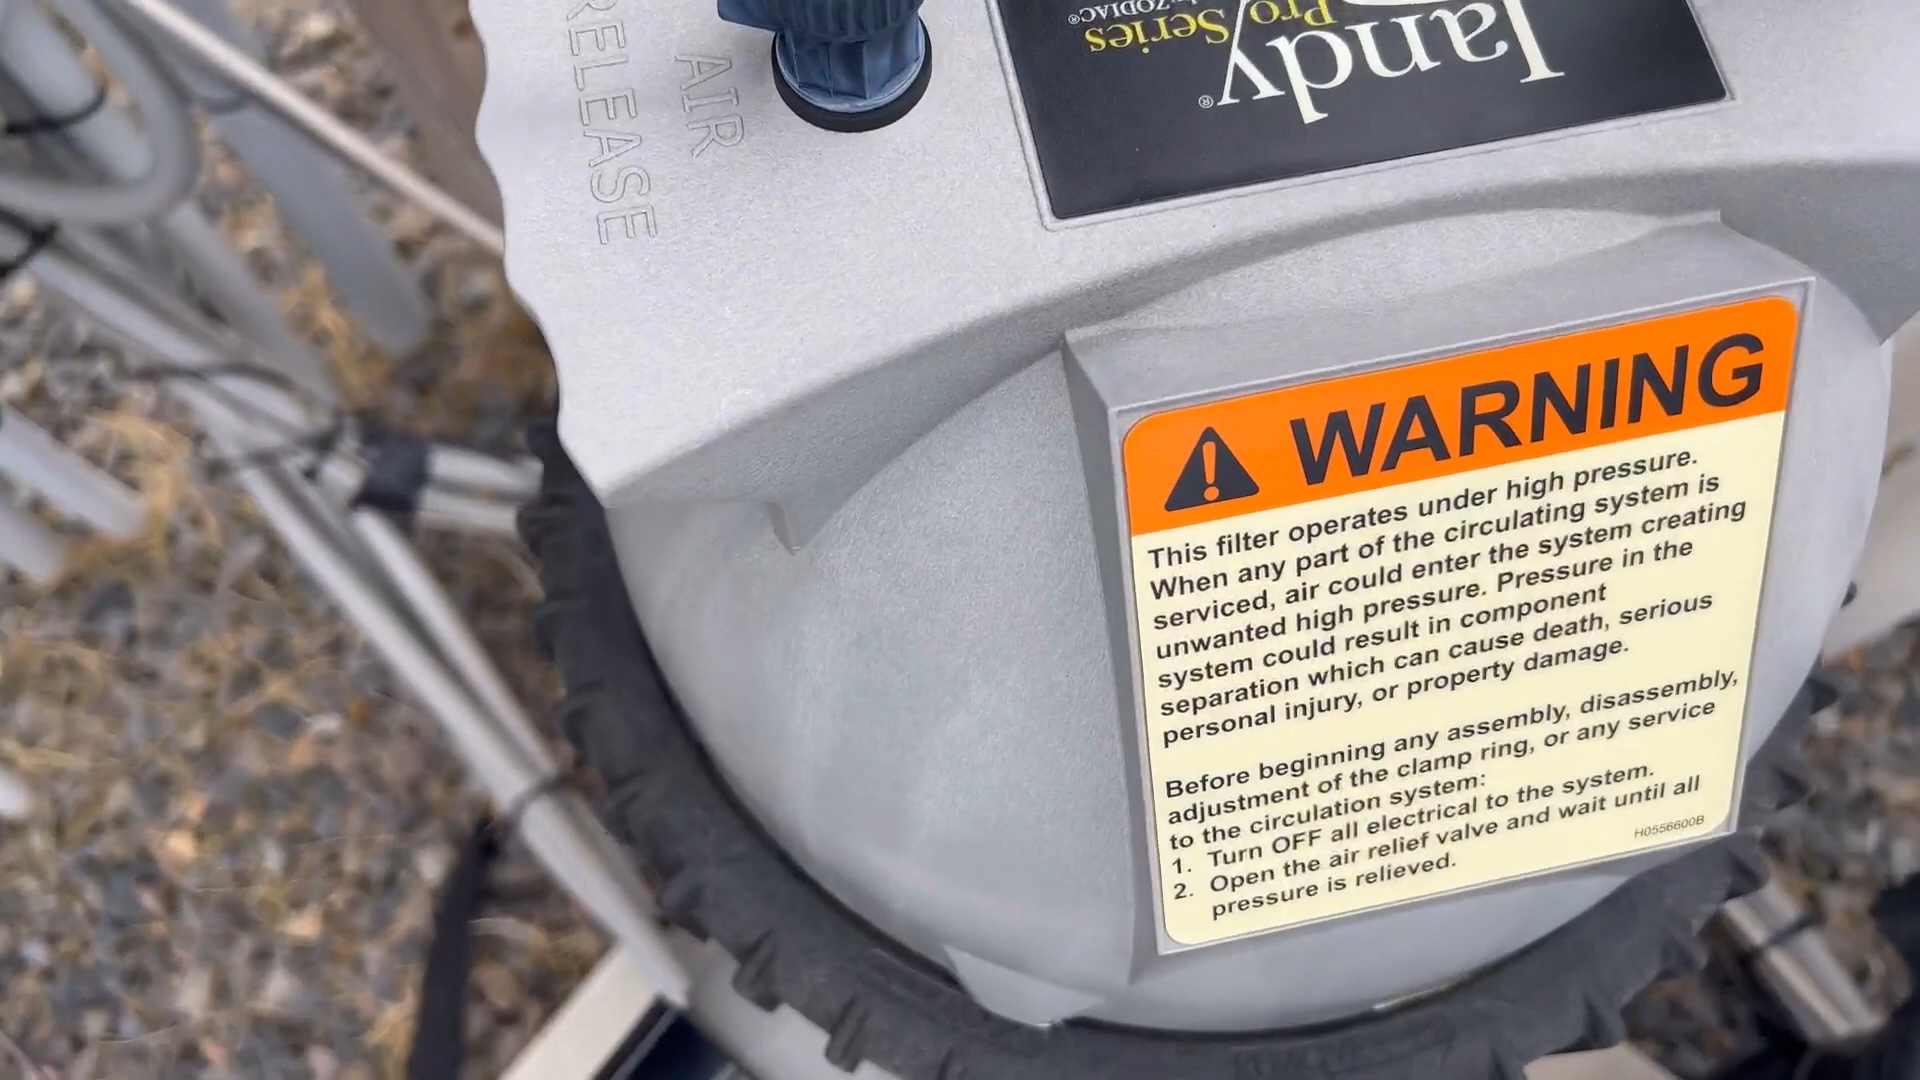 AIR
RELEASE
Jandy®
Pro Series
by ZODIAC®
WARNING
This filter operates under high pressure.
When any part of the circulating system is
serviced, air could enter the system creating
unwanted high pressure. Pressure in the
system could result in component
separation which can cause death, serious
personal injury, or property damage.
Before beginning any assembly, disassembly,
adjustment of the clamp ring, or any service
to the circulation system:
1. Turn OFF all electrical to the system.
2. Open the air relief valve and wait until all
pressure is relieved.
H0556600B